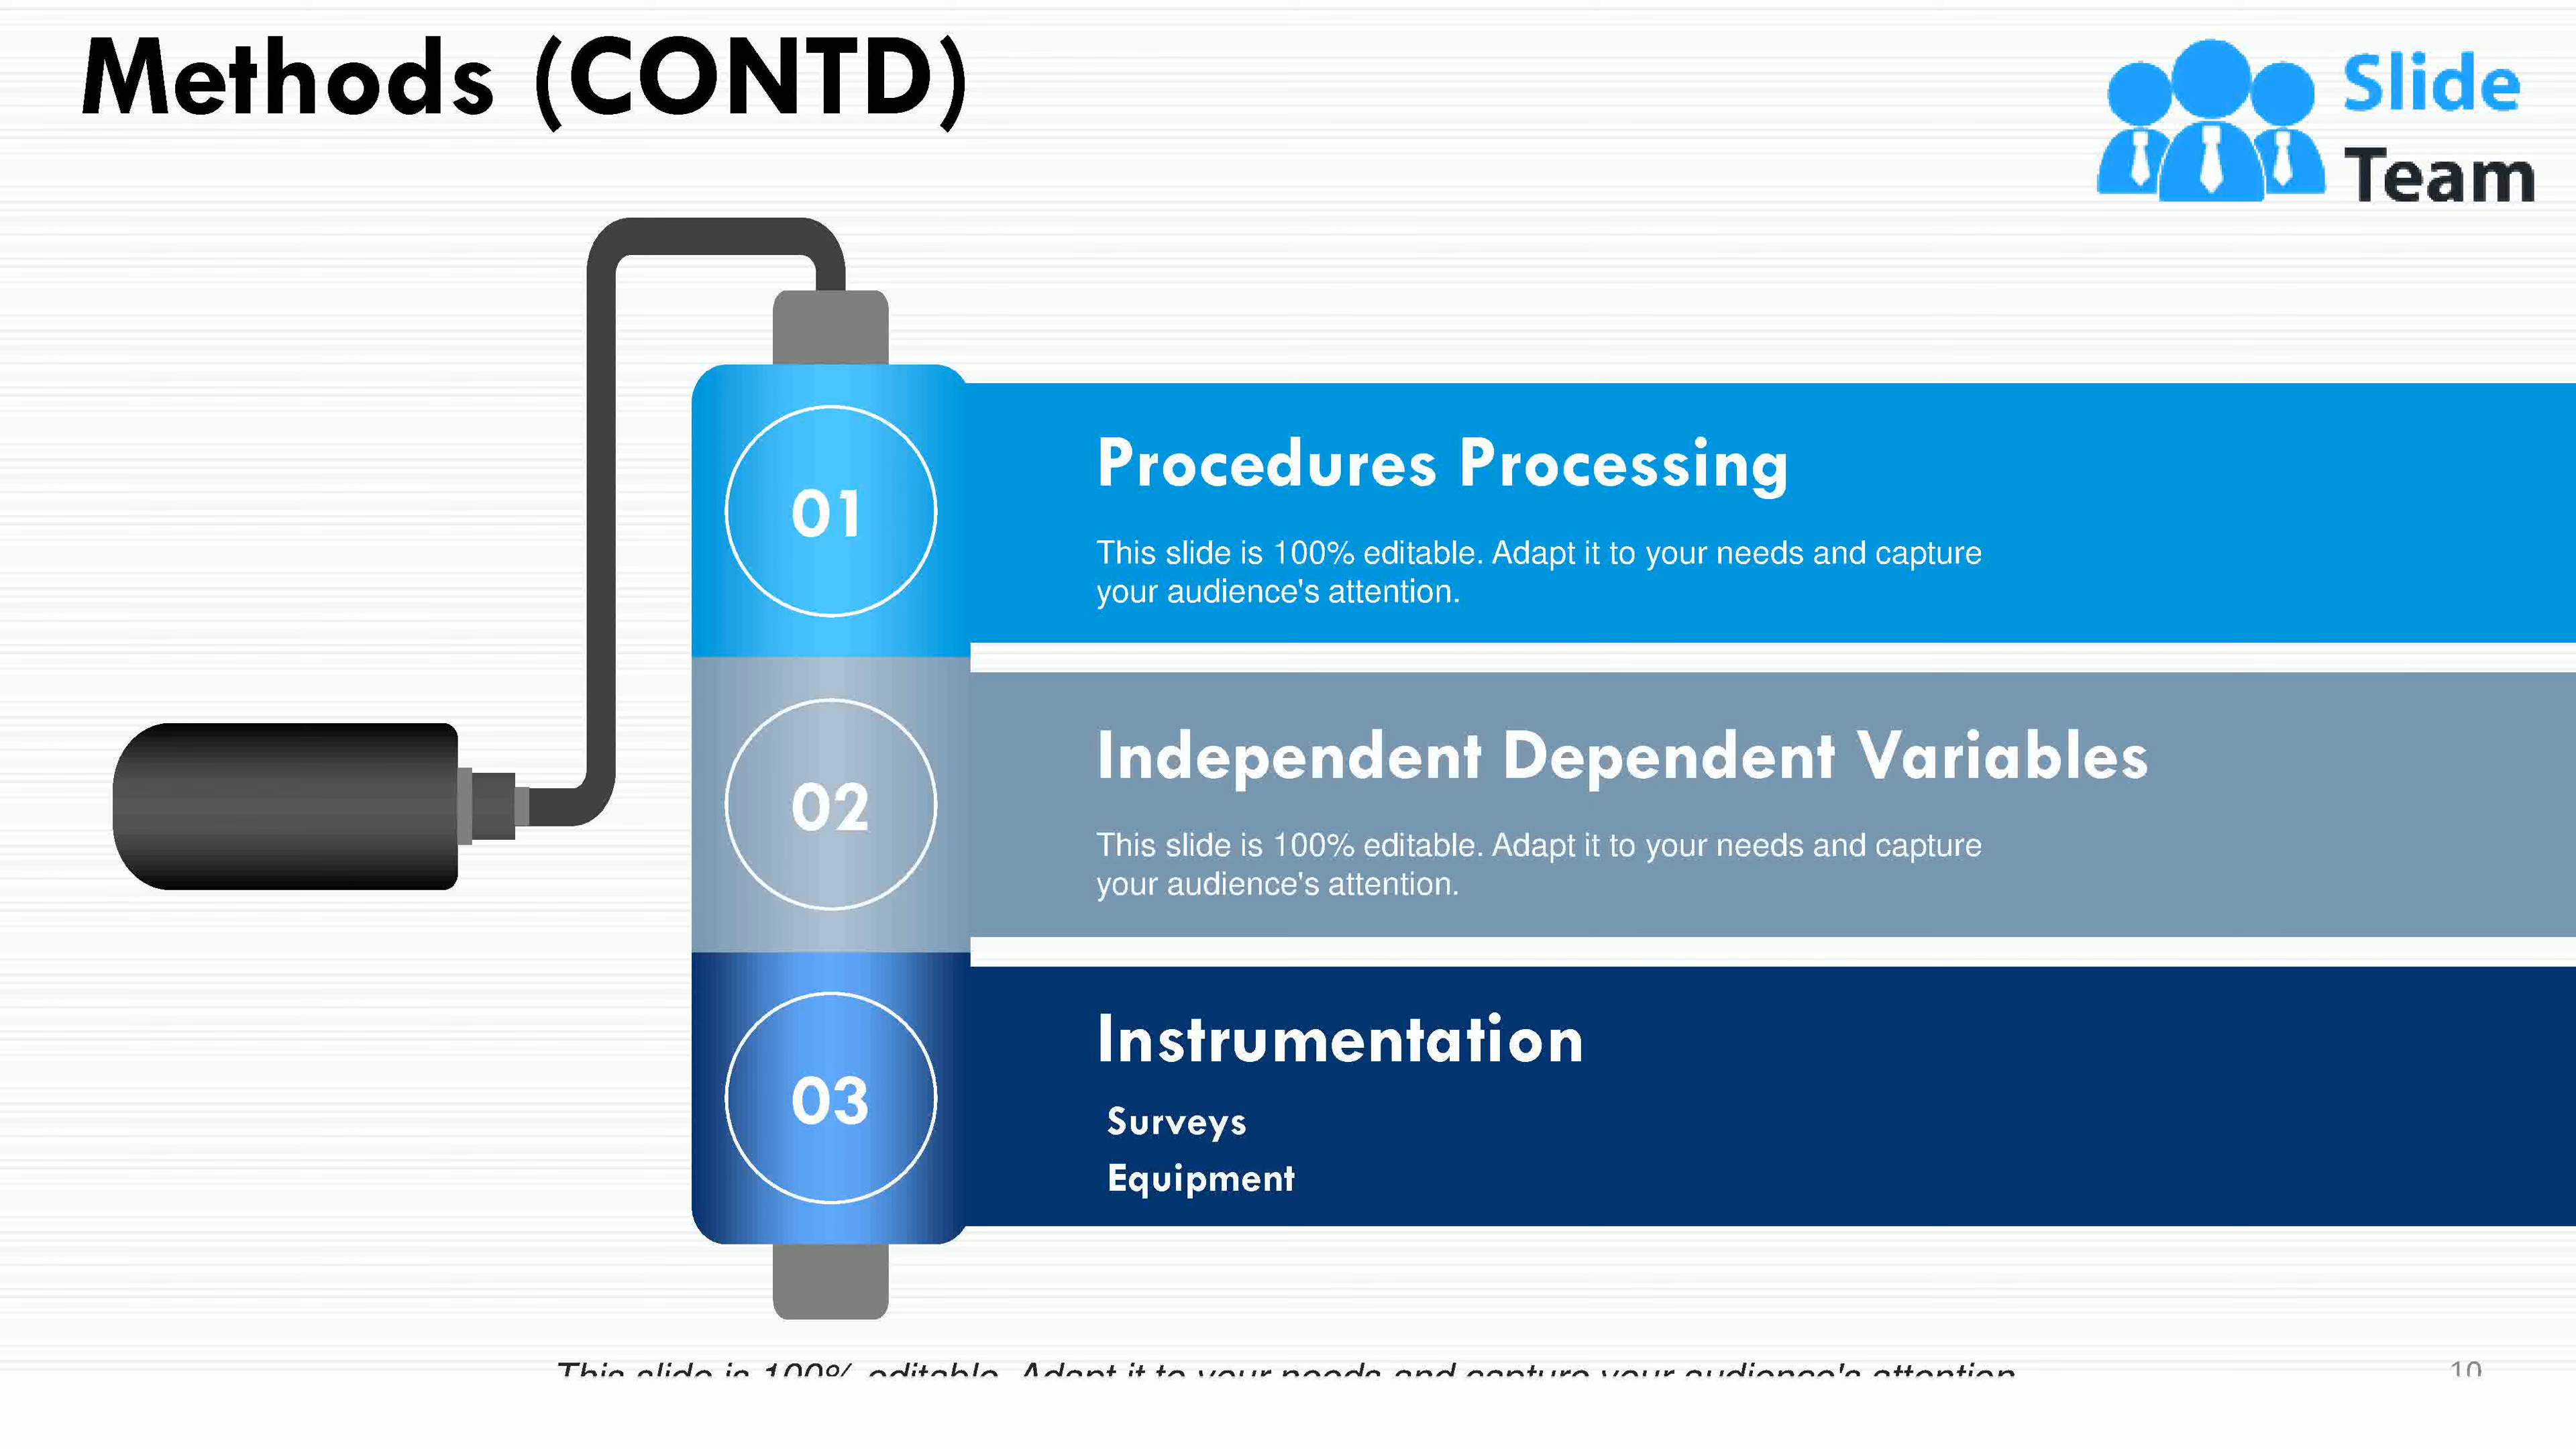 Methods (CONTD)
Slide
Team
01
Procedures Processing
This slide is 100% editable. Adapt it to your needs and capture
your audience's attention.
02
Independent Dependent Variables
This slide is 100% editable. Adapt it to your needs and capture
your audience's attention.
03
Instrumentation
Surveys
Equipment
This slide is 100% editable. Adapt it to your needs and capture your audience's attention
10